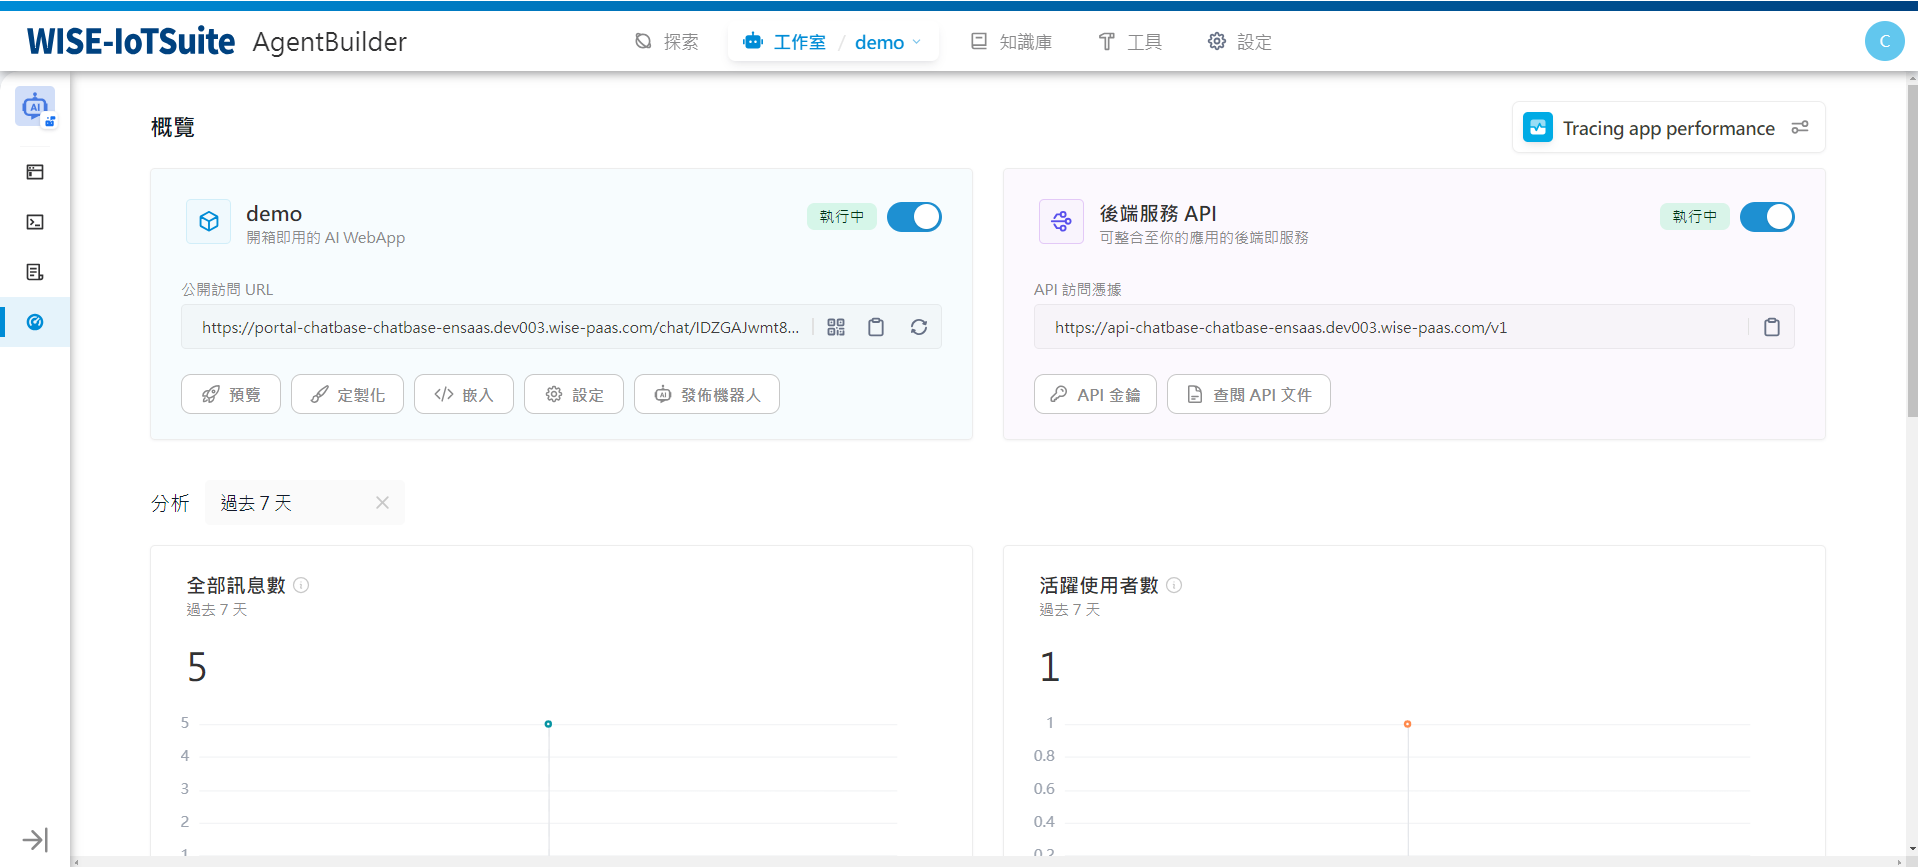 WISE-IoTSuite AgentBuilder
探索
工作室 / demo
知識庫
工具
設定
C
AI
概覽
Tracing app performance
demo
開箱即用的 AI WebApp
執行中
公開訪問 URL
https://portal-chatbase-chatbase-ensaas.dev003.wise-paas.com/chat/IDZGAJwmt8...
預覽
定製化
嵌入
設定
發佈機器人
後端服務 API
可整合至你的應用的後端即服務
執行中
API 訪問憑據
https://api-chatbase-chatbase-ensaas.dev003.wise-paas.com/v1
API 金鑰
查閱 API 文件
分析
過去 7 天
全部訊息數
過去 7 天
5
5
4
3
2
1
活躍使用者數
過去 7 天
1
1
0.8
0.6
0.4
0.2